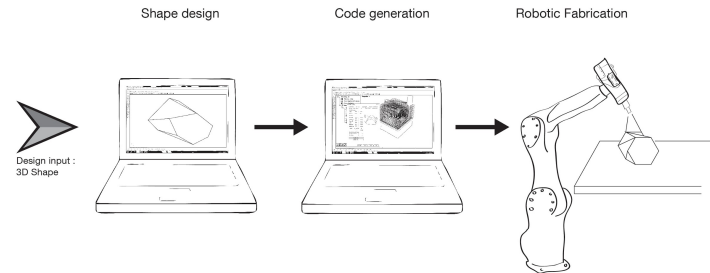 Shape design
Code generation
Robotic Fabrication
Design input :
3D Shape